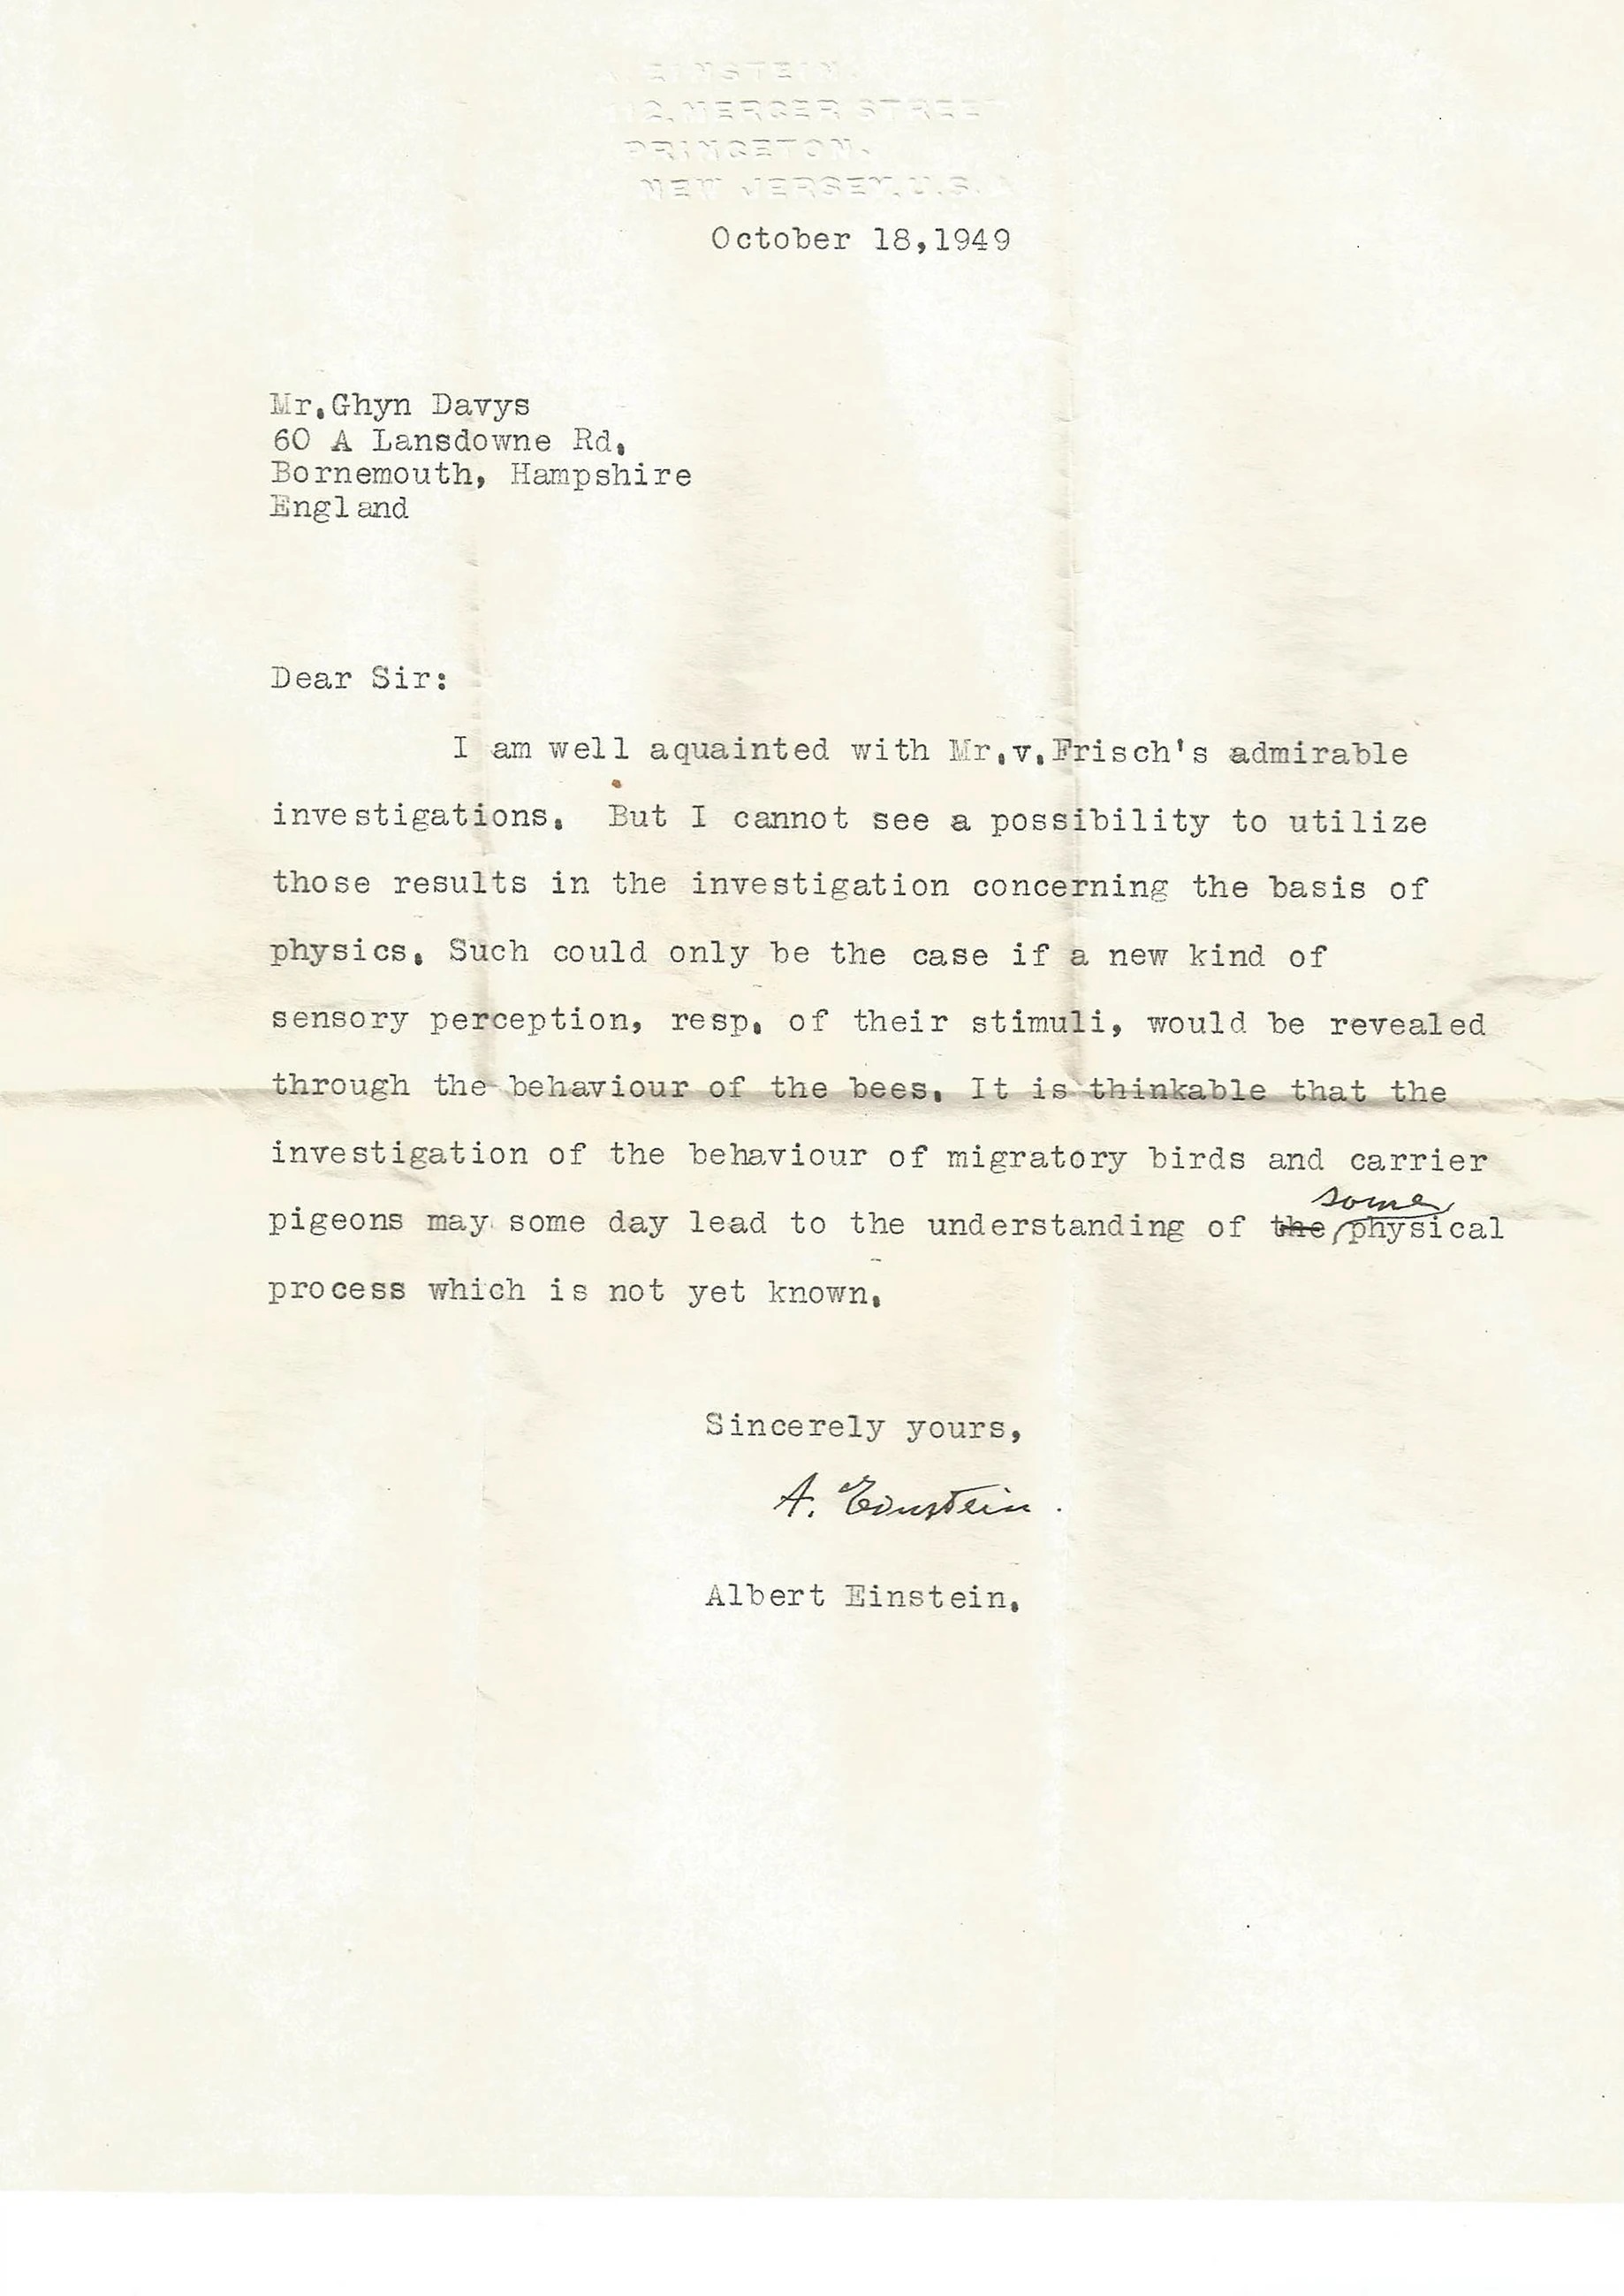 A. EINSTEIN.
112, MERCER STREET
PRINCETON.
NEW JERSEY, U.S.A
October 18,1949
Mr.Ghyn Davys
60 A Lansdowne Rd.
Bornemouth, Hampshire
England
Dear Sir:
I am well aquainted with Mr.v.Frisch's admirable
investigations. But I cannot see a possibility to utilize
those results in the investigation concerning the basis of
physics. Such could only be the case if a new kind of
sensory perception, resp. of their stimuli, would be revealed
through the behaviour of the bees. It is thinkable that the
investigation of the behaviour of migratory birds and carrier
some
pigeons may some day lead to the understanding of the physical
process which is not yet known.
Sincerely yours,
A. Einstein.
Albert Einstein.